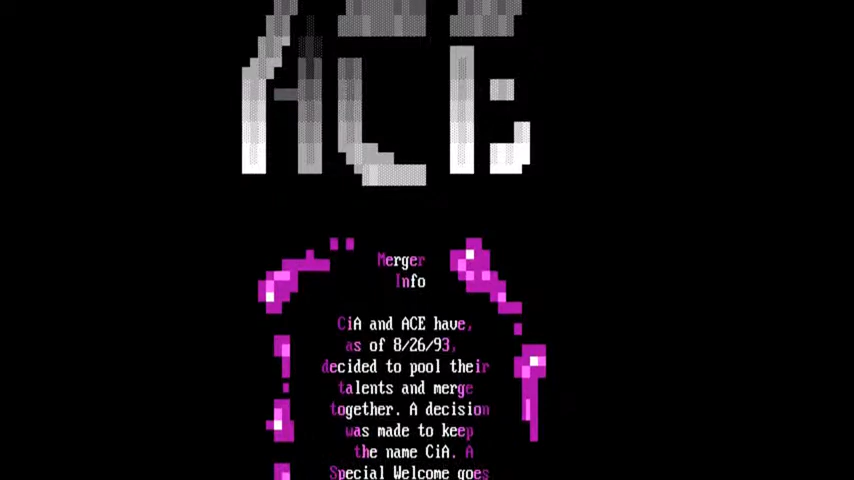 ACE
Merger
Info
CiA and ACE have,
as of 8/26/93,
decided to pool their
talents and merge
together. A decision
was made to keep
the name CiA. A
Special Welcome goes